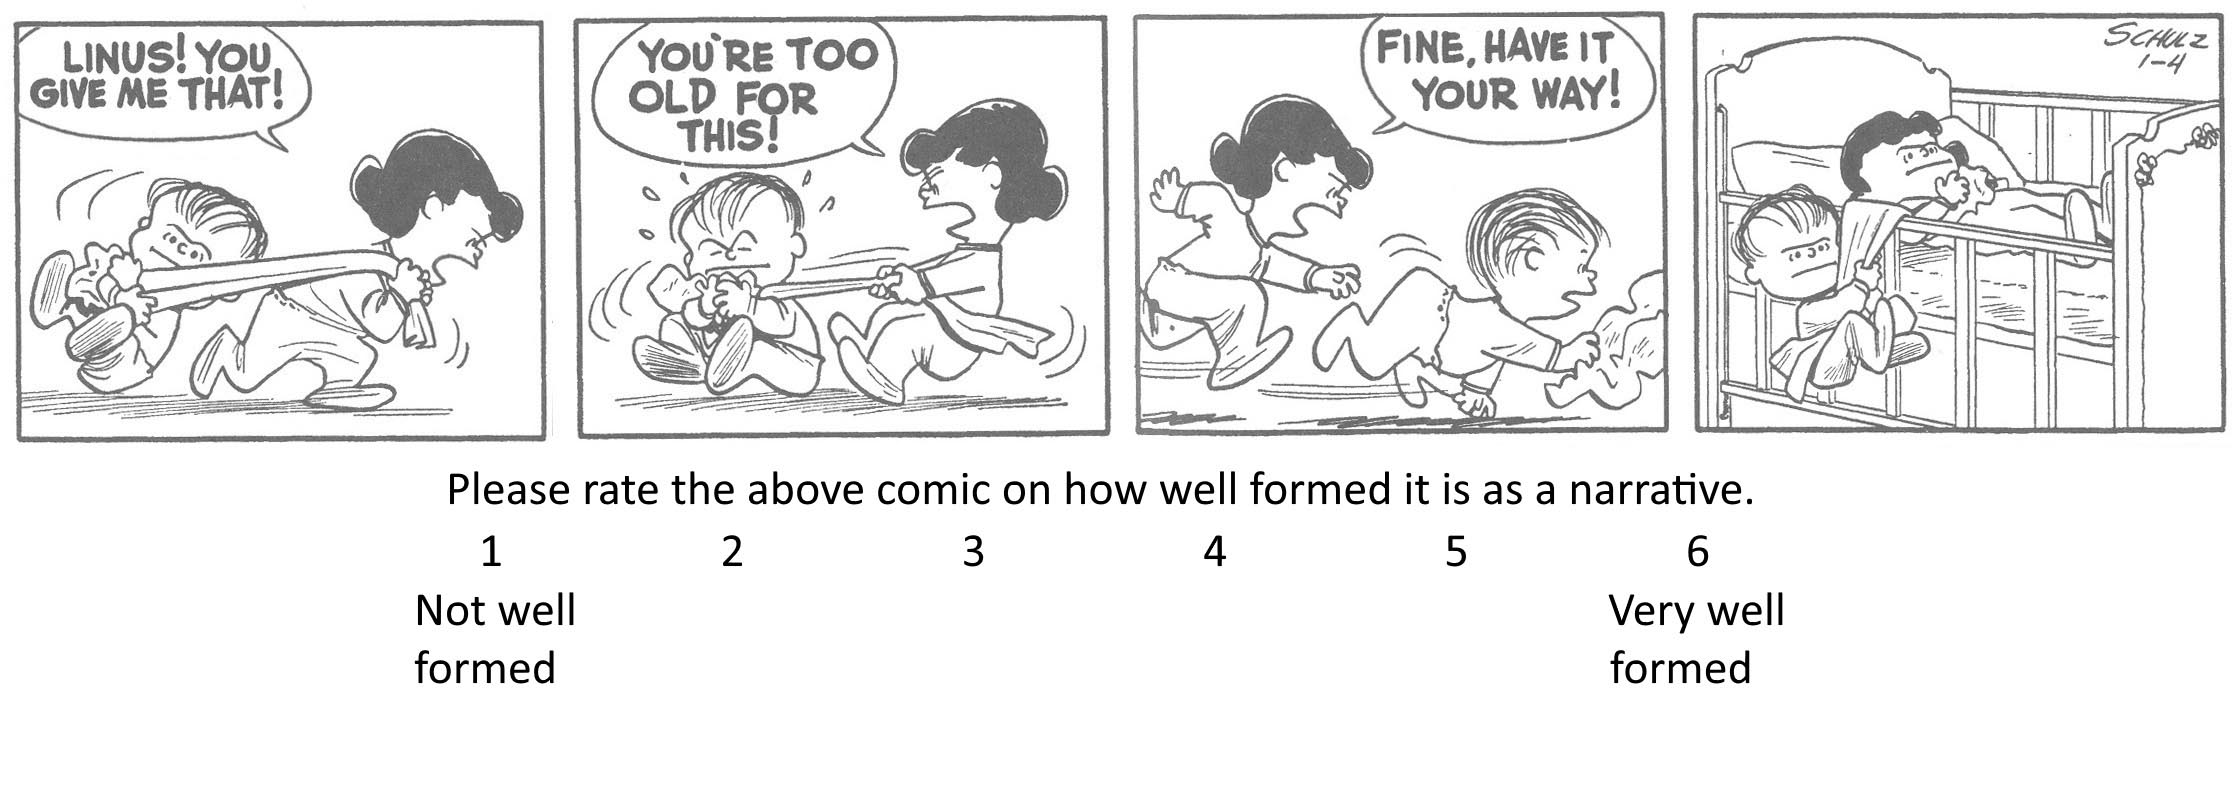 LINUS! YOU
GIVE ME THAT!
YOU'RE TOO
OLD FOR
THIS!
FINE, HAVE IT
YOUR WAY!
SCHULZ
1-4
Please rate the above comic on how well formed it is as a narrative.
1 2 3 4 5 6
Not well
formed
Very well
formed